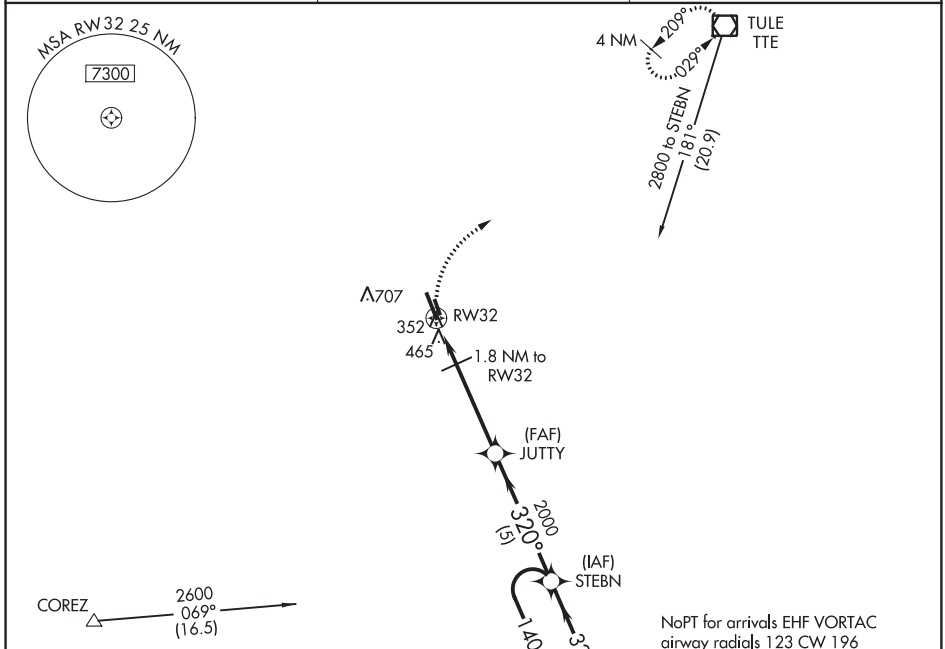 MSA RW32 25 NM
7300
4 NM
209°
029°
TULE
TTE
2800 to STEBN
181°
(20.9)
707
352
465
RW32
1.8 NM to
RW32
(FAF)
JUTTY
2000
320°
(5)
(IAF)
STEBN
COREZ
2600
069°
(16.5)
140
NoPT for arrivals EHF VORTAC
airway radials 123 CW 196